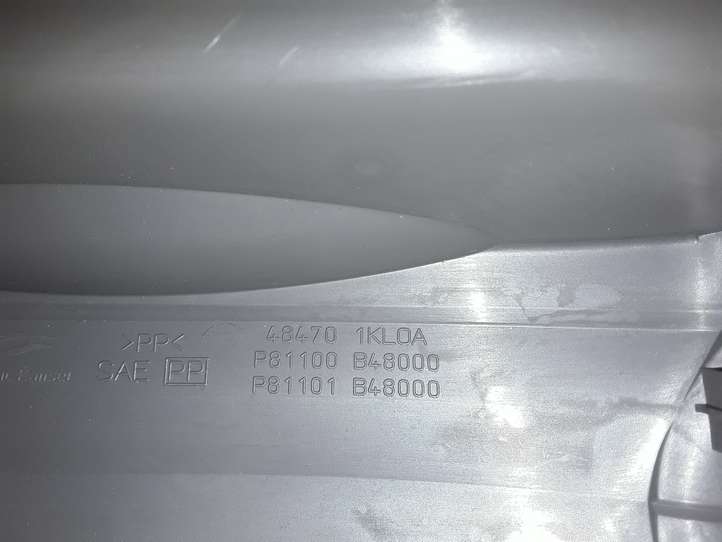 >PP<
SAE PP
48470 1KL0A
P81100 B48000
P81101 B48000